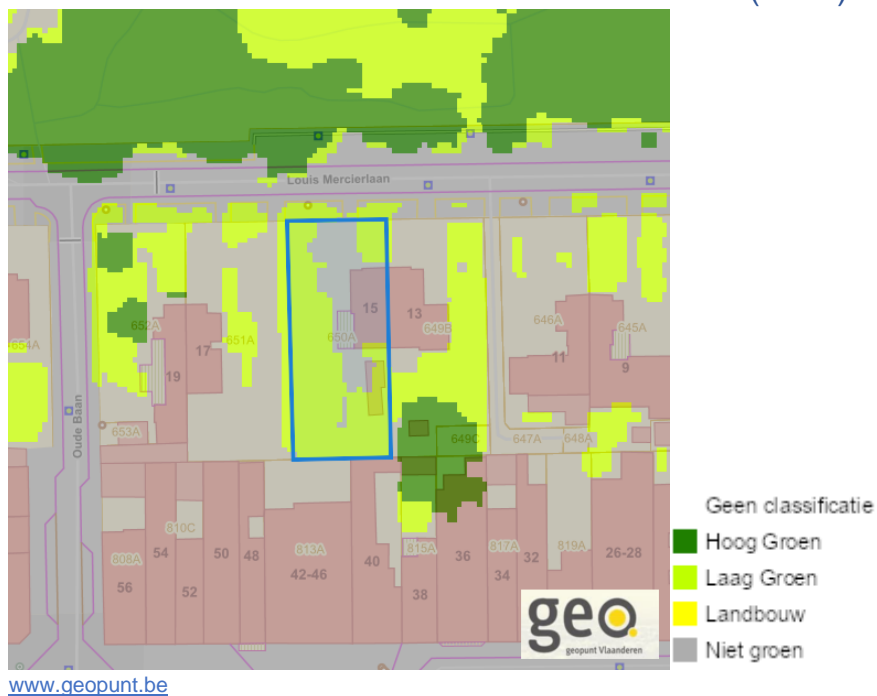 Louis Mercierlaan
Oude Baan
652A
17
651A
19
653A
15
650A
13
649B
646A
645A
11
9
654A
649C
647A
648A
810C
808A
54
50
48
56
52
813A
42-46
40
815A
38
36
817A
34
32
819A
26-28
geo.
geopunt Vlaanderen
Geen classificatie
Hoog Groen
Laag Groen
Landbouw
Niet groen
www.geopunt.be